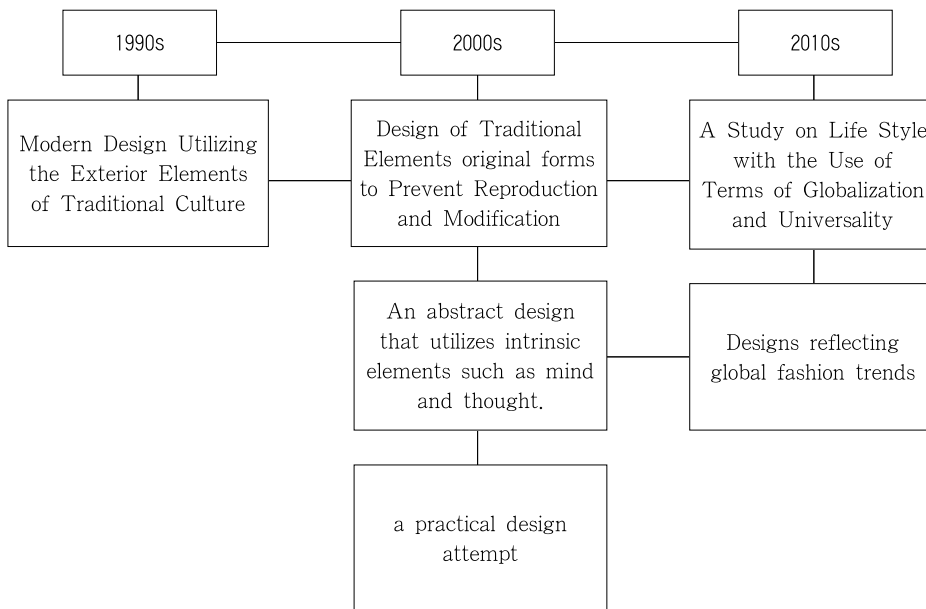 1990s
2000s
2010s
Modern Design Utilizing
the Exterior Elements
of Traditional Culture
Design of Traditional
Elements original forms
to Prevent Reproduction
and Modification
A Study on Life Style
with the Use of
Terms of Globalization
and Universality
An abstract design
that utilizes intrinsic
elements such as mind
and thought.
Designs reflecting
global fashion trends
a practical design
attempt